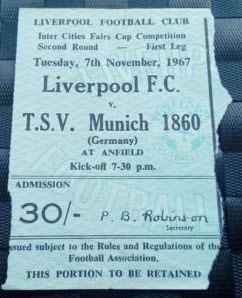 LIVERPOOL FOOTBALL CLUB
Inter Cities Fairs Cup Competition
Second Round — First Leg
Tuesday, 7th November, 1967
Liverpool F.C.
v.
T.S.V. Munich 1860
(Germany)
AT ANFIELD
Kick-off 7-30 p.m.
ADMISSION
30/-
P. B. Robinson
Secretary
ssued subject to the Rules and Regulations of the
Football Association,
THIS PORTION TO BE RETAINED